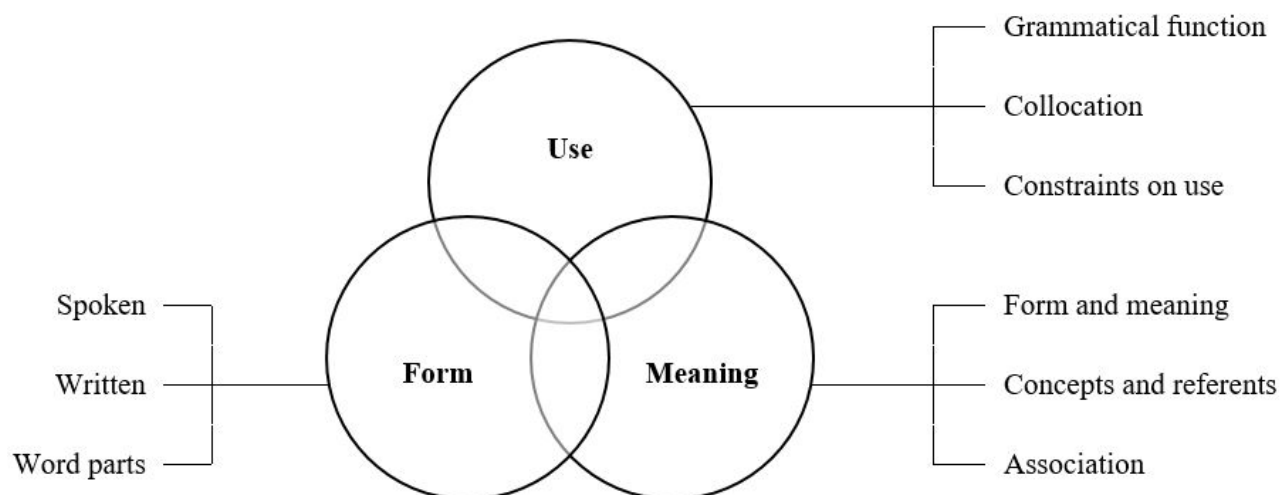 Grammatical function
Collocation
Constraints on use
Use
Spoken
Written
Word parts
Form
Meaning
Form and meaning
Concepts and referents
Association